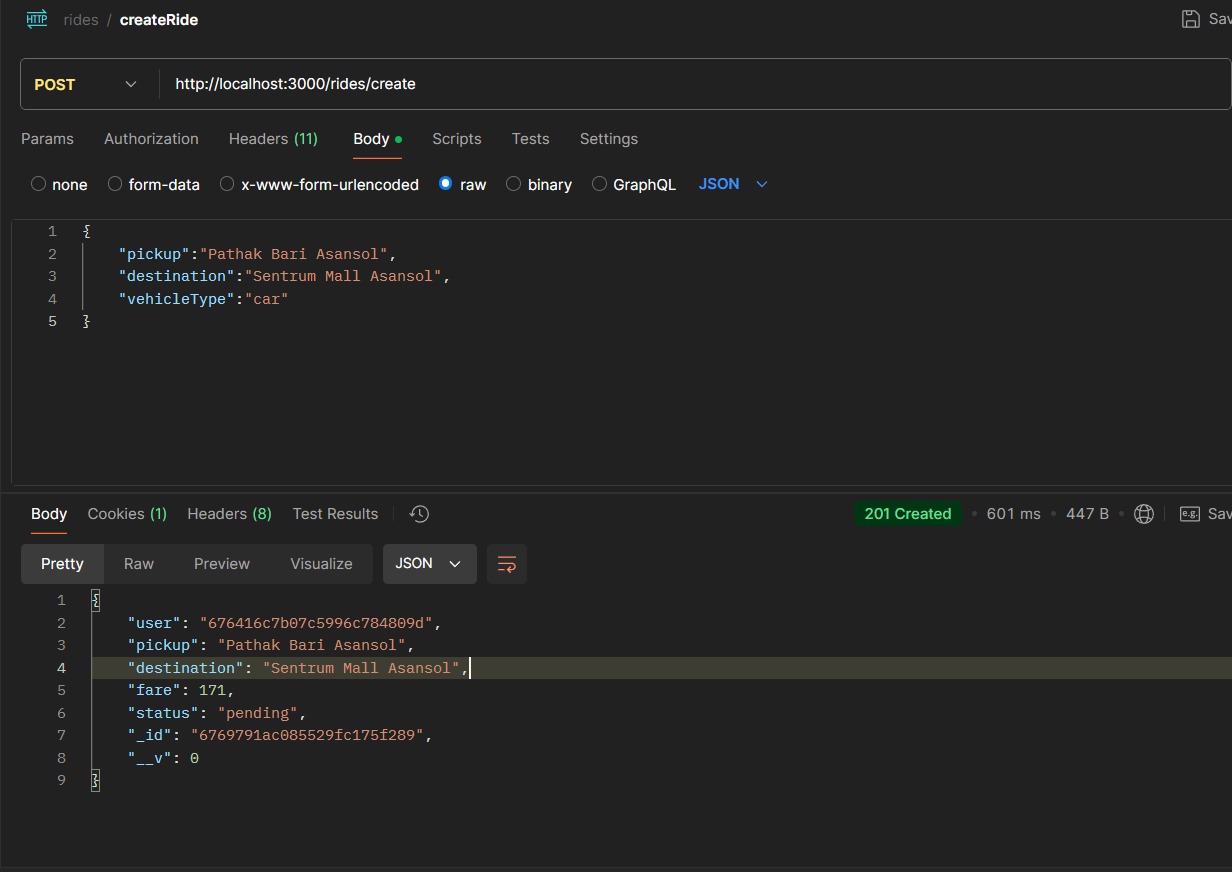 HTTP rides / createRide Sav
POST http://localhost:3000/rides/create
Params Authorization Headers (11) Body Scripts Tests Settings
none form-data x-www-form-urlencoded raw binary GraphQL JSON
1 {
2 "pickup":"Pathak Bari Asansol",
3 "destination":"Sentrum Mall Asansol",
4 "vehicleType":"car"
5 }
Body Cookies (1) Headers (8) Test Results 201 Created 601 ms 447 B e.g. Sav
Pretty Raw Preview Visualize JSON
1 {
2 "user": "676416c7b07c5996c784809d",
3 "pickup": "Pathak Bari Asansol",
4 "destination": "Sentrum Mall Asansol",
5 "fare": 171,
6 "status": "pending",
7 "_id": "6769791ac085529fc175f289",
8 "__v": 0
9 }